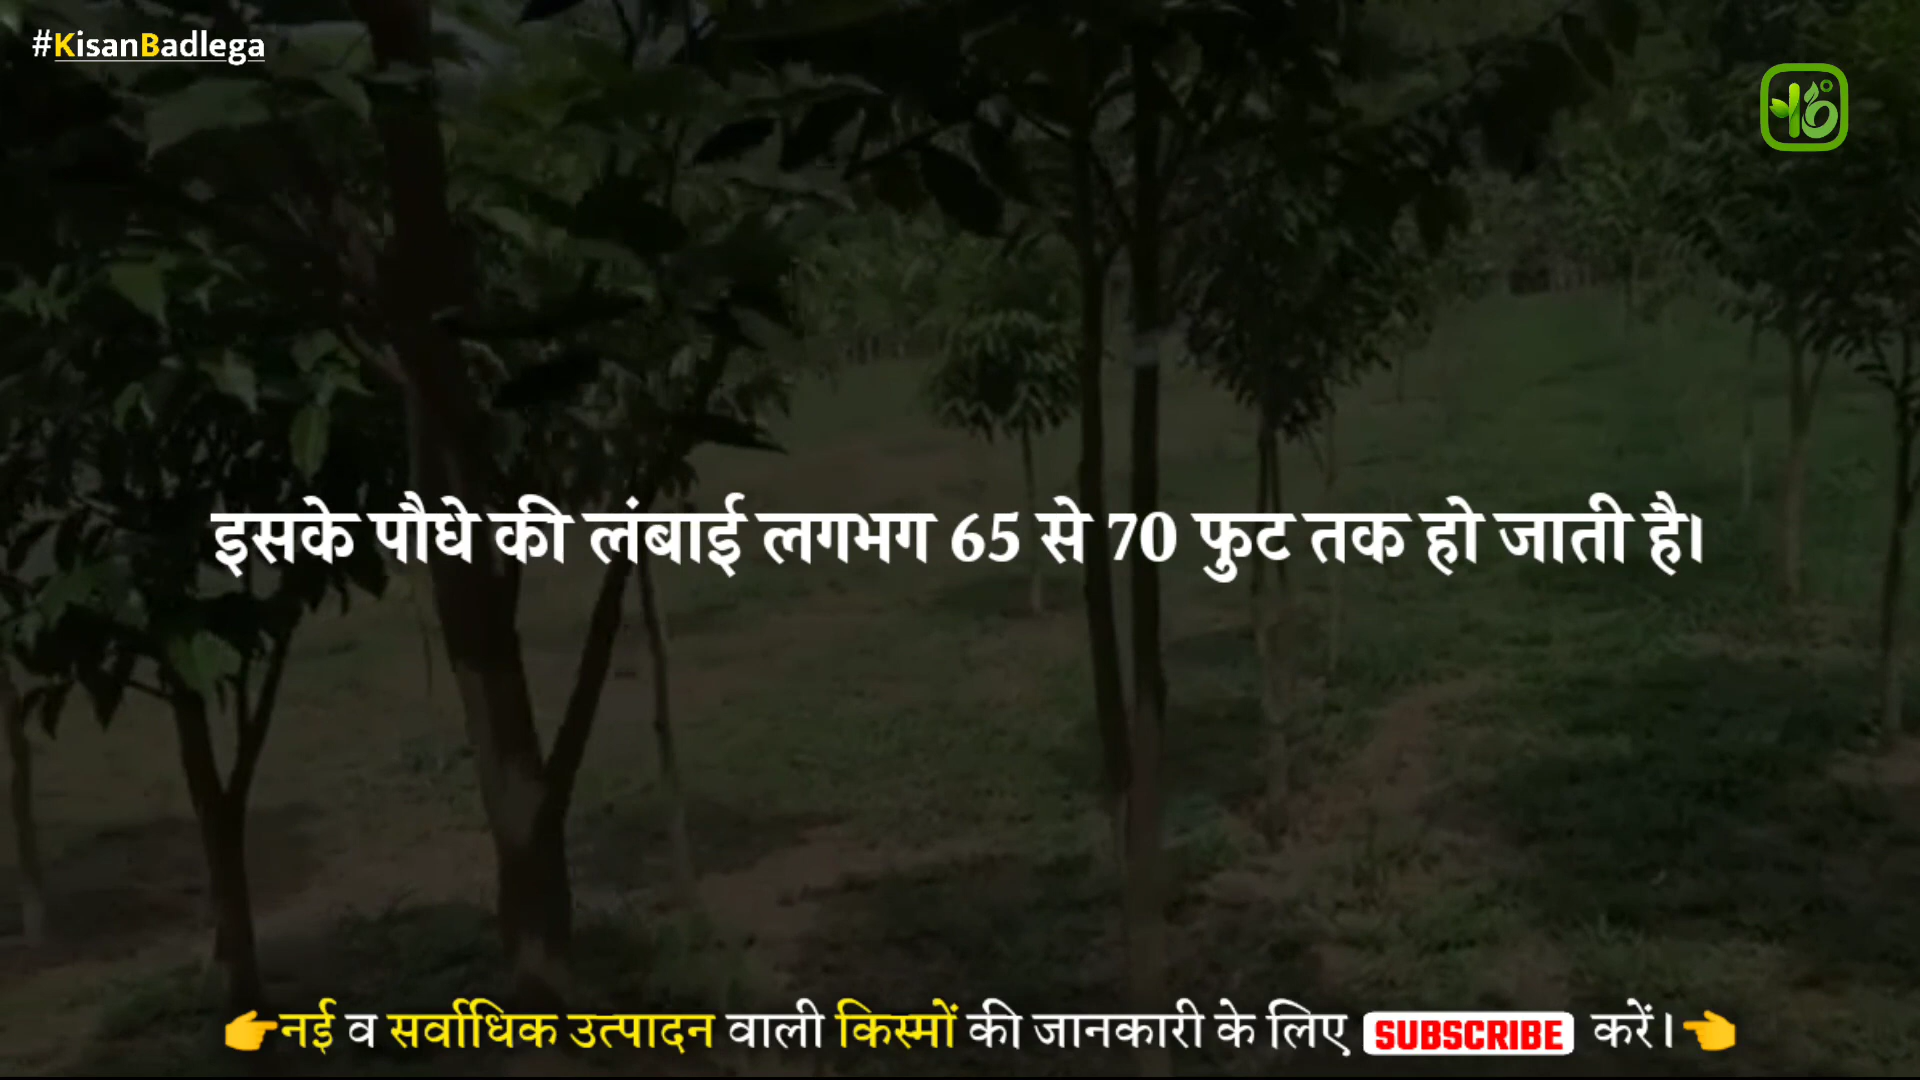 #KisanBadlega
इसके पौधे की लंबाई लगभग 65 से 70 फुट तक हो जाती है।
👉नई व सर्वाधिक उत्पादन वाली किस्मों की जानकारी के लिए SUBSCRIBE करें।👈